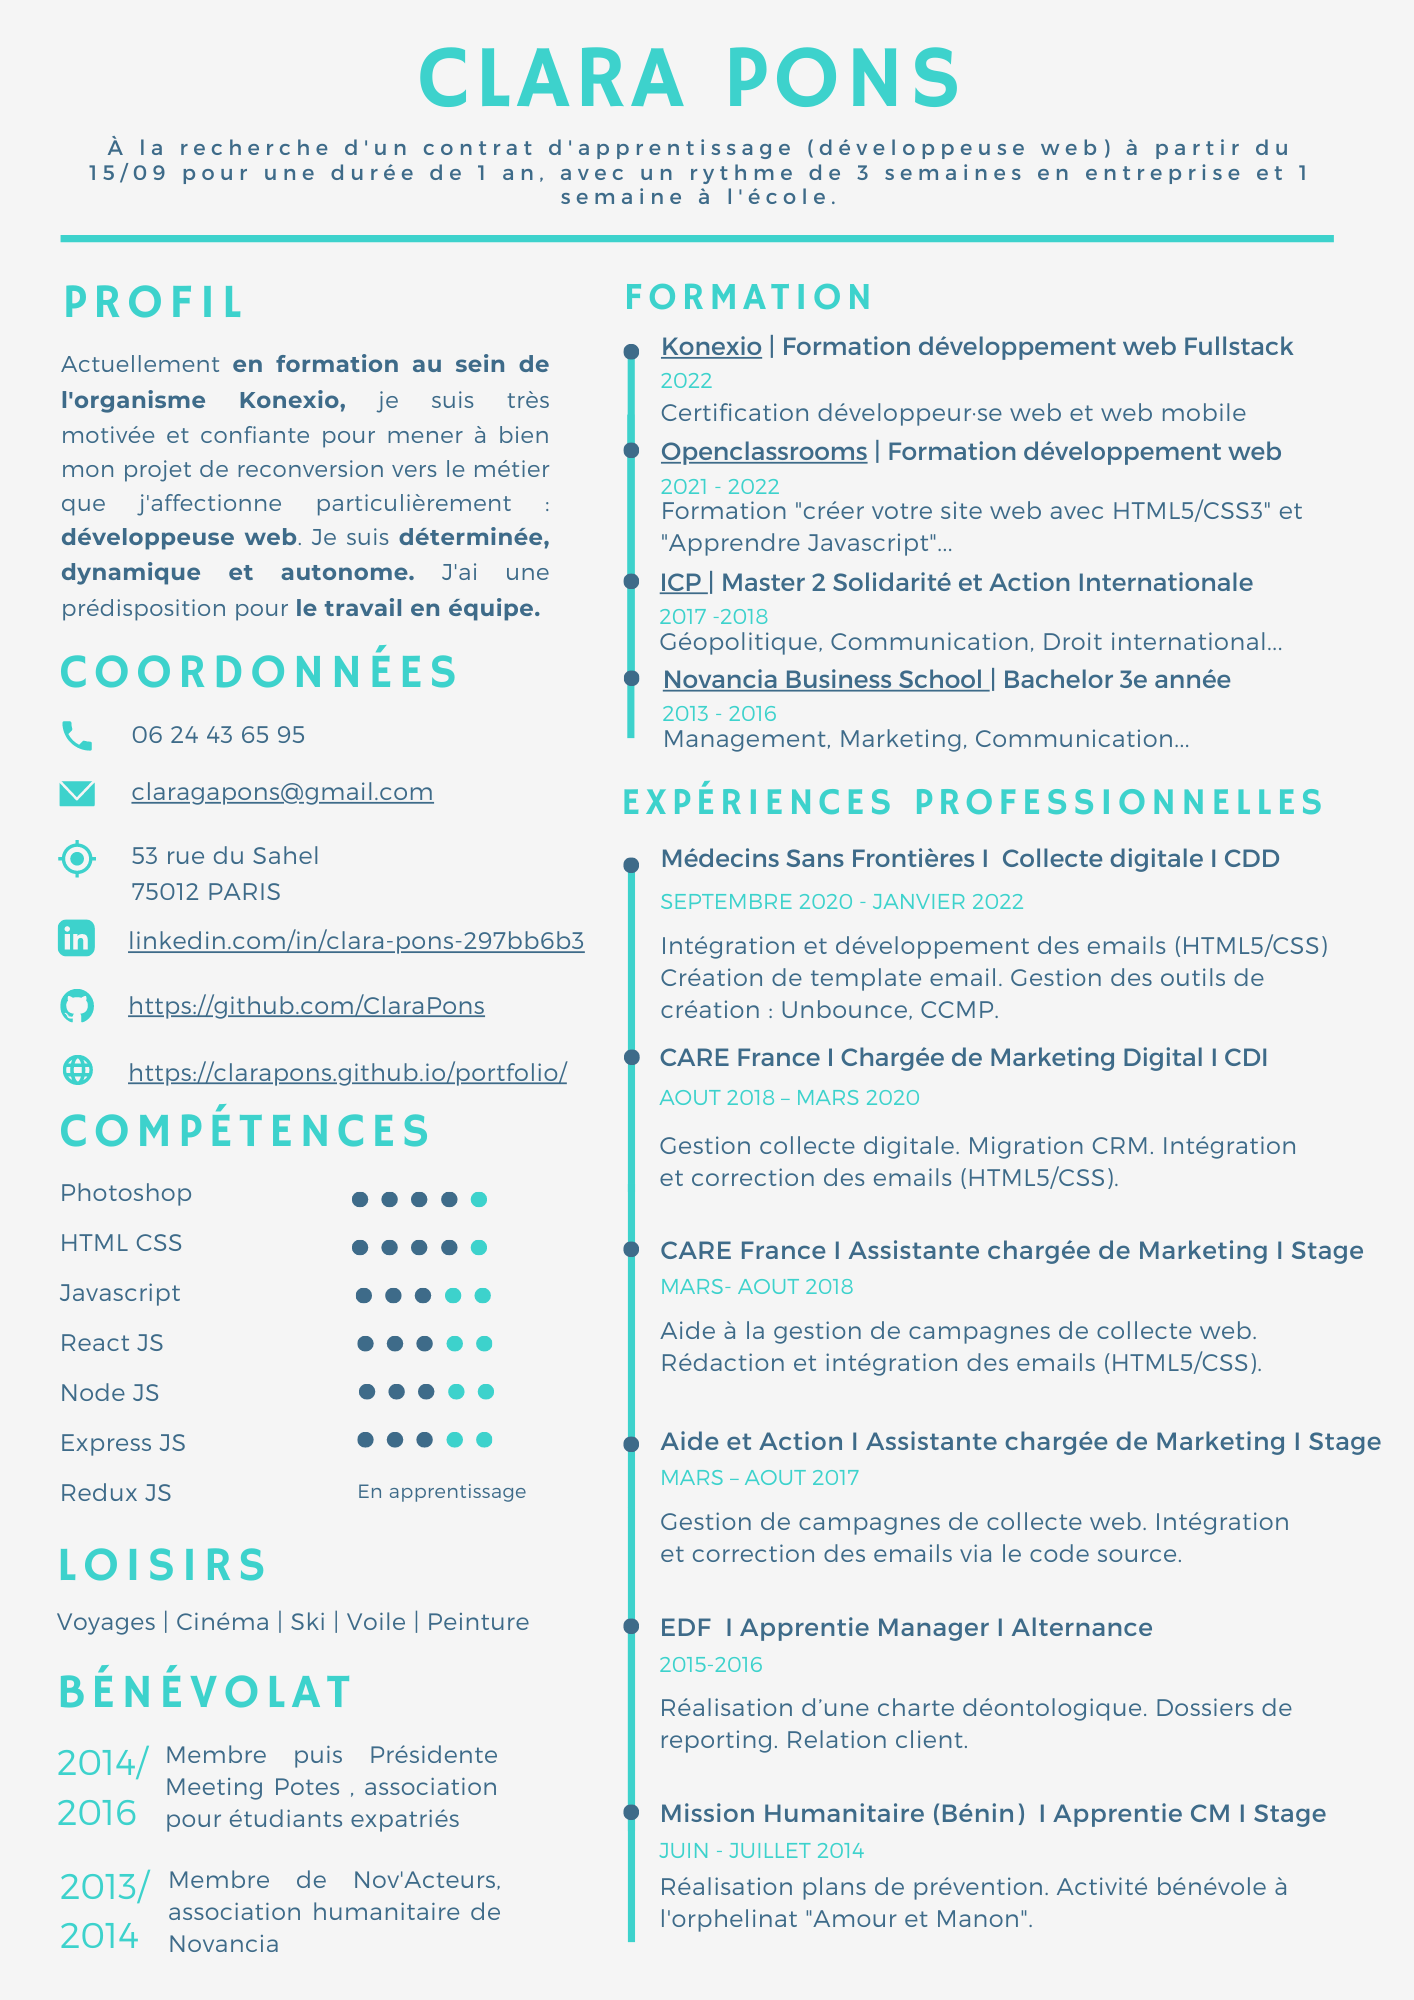 CLARA PONS
À la recherche d'un contrat d'apprentissage (développeuse web) à partir du
15/09 pour une durée de 1 an, avec un rythme de 3 semaines en entreprise et 1
semaine à l'école.
PROFIL
Actuellement en formation au sein de
l'organisme Konexio, je suis très
motivée et confiante pour mener à bien
mon projet de reconversion vers le métier
que j'affectionne particulièrement :
développeuse web. Je suis déterminée,
dynamique et autonome. J'ai une
prédisposition pour le travail en équipe.
COORDONNÉES
06 24 43 65 95
claragapons@gmail.com
53 rue du Sahel
75012 PARIS
linkedin.com/in/clara-pons-297bb6b3
https://github.com/ClaraPons
https://clarapons.github.io/portfolio/
COMPÉTENCES
Photoshop
HTML CSS
Javascript
React JS
Node JS
Express JS
Redux JS En apprentissage
LOISIRS
Voyages | Cinéma | Ski | Voile | Peinture
BÉNÉVOLAT
2014/
2016
Membre puis Présidente
Meeting Potes , association
pour étudiants expatriés
2013/
2014
Membre de Nov'Acteurs,
association humanitaire de
Novancia
FORMATION
Konexio | Formation développement web Fullstack
2022
Certification développeur·se web et web mobile
Openclassrooms | Formation développement web
2021 - 2022
Formation "créer votre site web avec HTML5/CSS3" et
"Apprendre Javascript"...
ICP | Master 2 Solidarité et Action Internationale
2017 -2018
Géopolitique, Communication, Droit international...
Novancia Business School | Bachelor 3e année
2013 - 2016
Management, Marketing, Communication...
EXPÉRIENCES PROFESSIONNELLES
Médecins Sans Frontières I  Collecte digitale I CDD
SEPTEMBRE 2020 - JANVIER 2022
Intégration et développement des emails (HTML5/CSS)
Création de template email. Gestion des outils de
création : Unbounce, CCMP.
CARE France I Chargée de Marketing Digital I CDI
AOUT 2018 – MARS 2020
Gestion collecte digitale. Migration CRM. Intégration
et correction des emails (HTML5/CSS).
CARE France I Assistante chargée de Marketing I Stage
MARS- AOUT 2018
Aide à la gestion de campagnes de collecte web.
Rédaction et intégration des emails (HTML5/CSS).
Aide et Action I Assistante chargée de Marketing I Stage
MARS – AOUT 2017
Gestion de campagnes de collecte web. Intégration
et correction des emails via le code source.
EDF  I Apprentie Manager I Alternance
2015-2016
Réalisation d’une charte déontologique. Dossiers de
reporting. Relation client.
Mission Humanitaire (Bénin)  I Apprentie CM I Stage
JUIN - JUILLET 2014
Réalisation plans de prévention. Activité bénévole à
l'orphelinat "Amour et Manon".